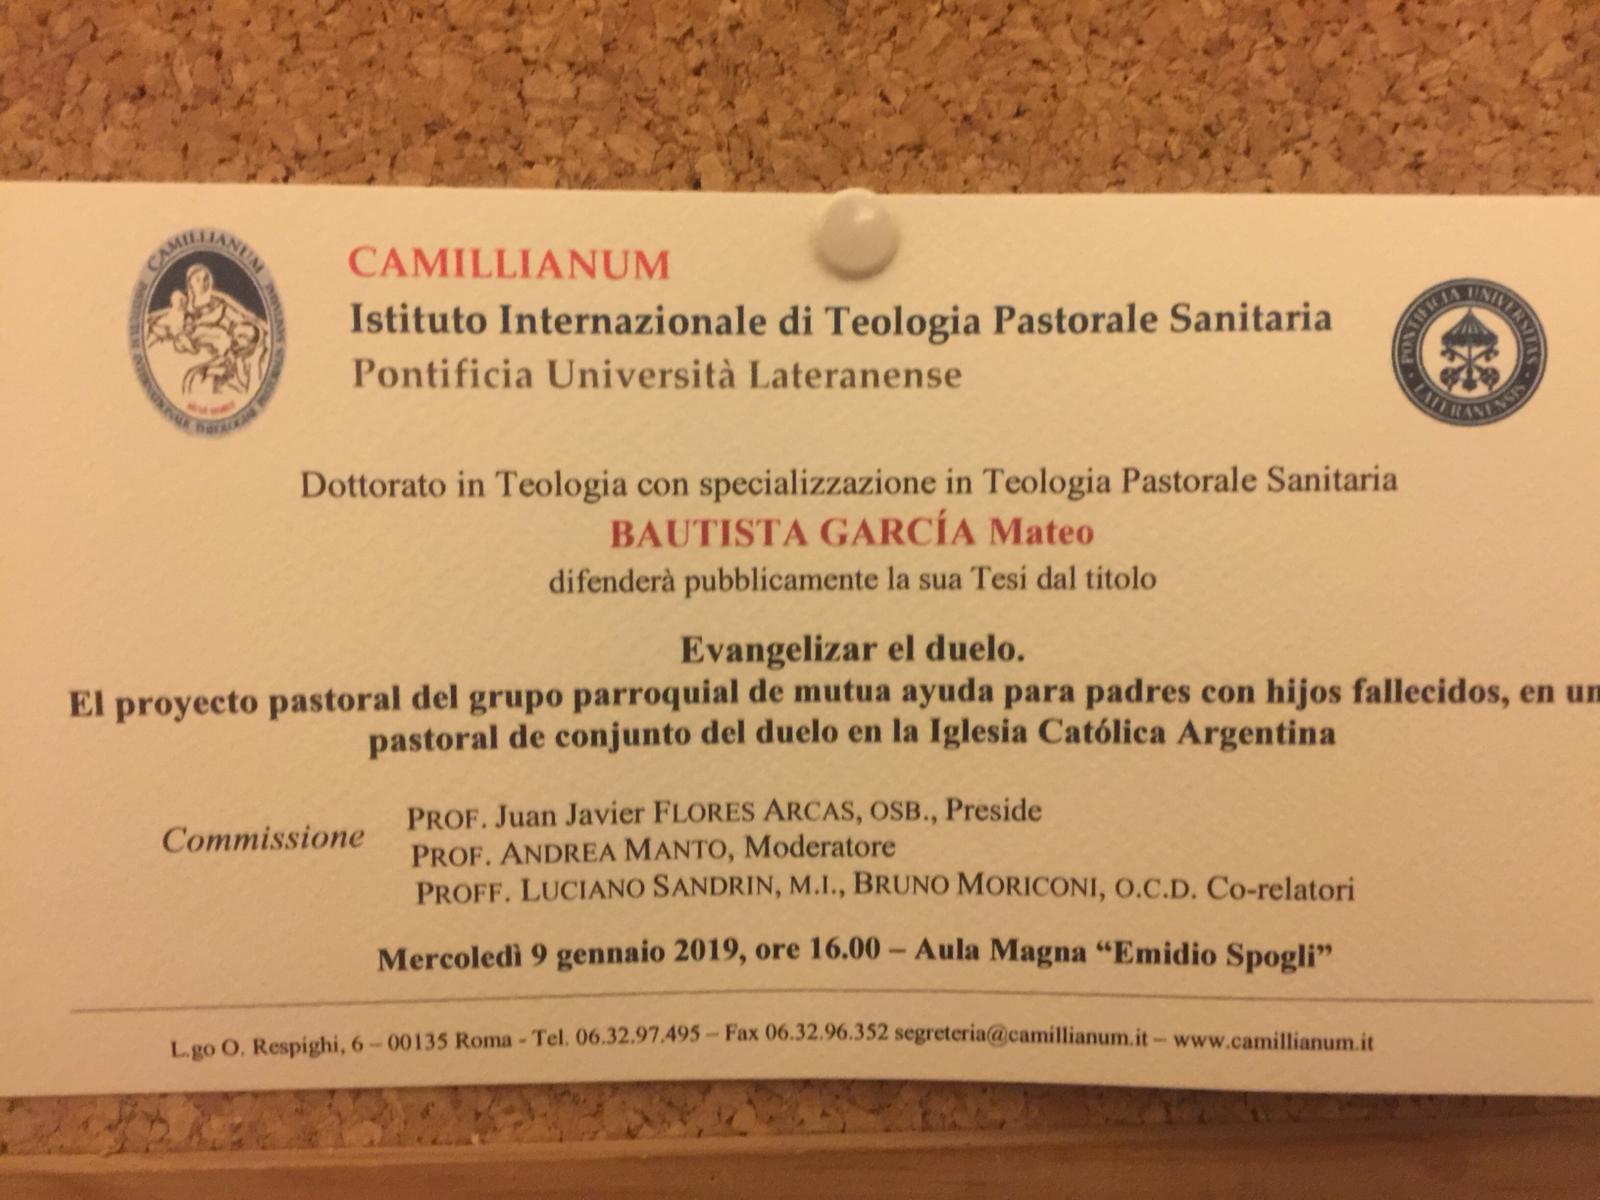 CAMILLIANUM
Istituto Internazionale di Teologia Pastorale Sanitaria
Pontificia Università Lateranense
CAMILLIANUM
PONTIFICIA UNIVERSITAS LATERANENSIS
Dottorato in Teologia con specializzazione in Teologia Pastorale Sanitaria
BAUTISTA GARCÍA Mateo
difenderà pubblicamente la sua Tesi dal titolo
Evangelizar el duelo.
El proyecto pastoral del grupo parroquial de mutua ayuda para padres con hijos fallecidos, en un
pastoral de conjunto del duelo en la Iglesia Católica Argentina
Commissione
PROF. Juan Javier FLORES ARCAS, OSB., Preside
PROF. ANDREA MANTO, Moderatore
PROFF. LUCIANO SANDRIN, M.I., BRUNO MORICONI, O.C.D. Co-relatori
Mercoledì 9 gennaio 2019, ore 16.00 – Aula Magna “Emidio Spogli”
L.go O. Respighi, 6 – 00135 Roma - Tel. 06.32.97.495 – Fax 06.32.96.352 segreteria@camillianum.it – www.camillianum.it